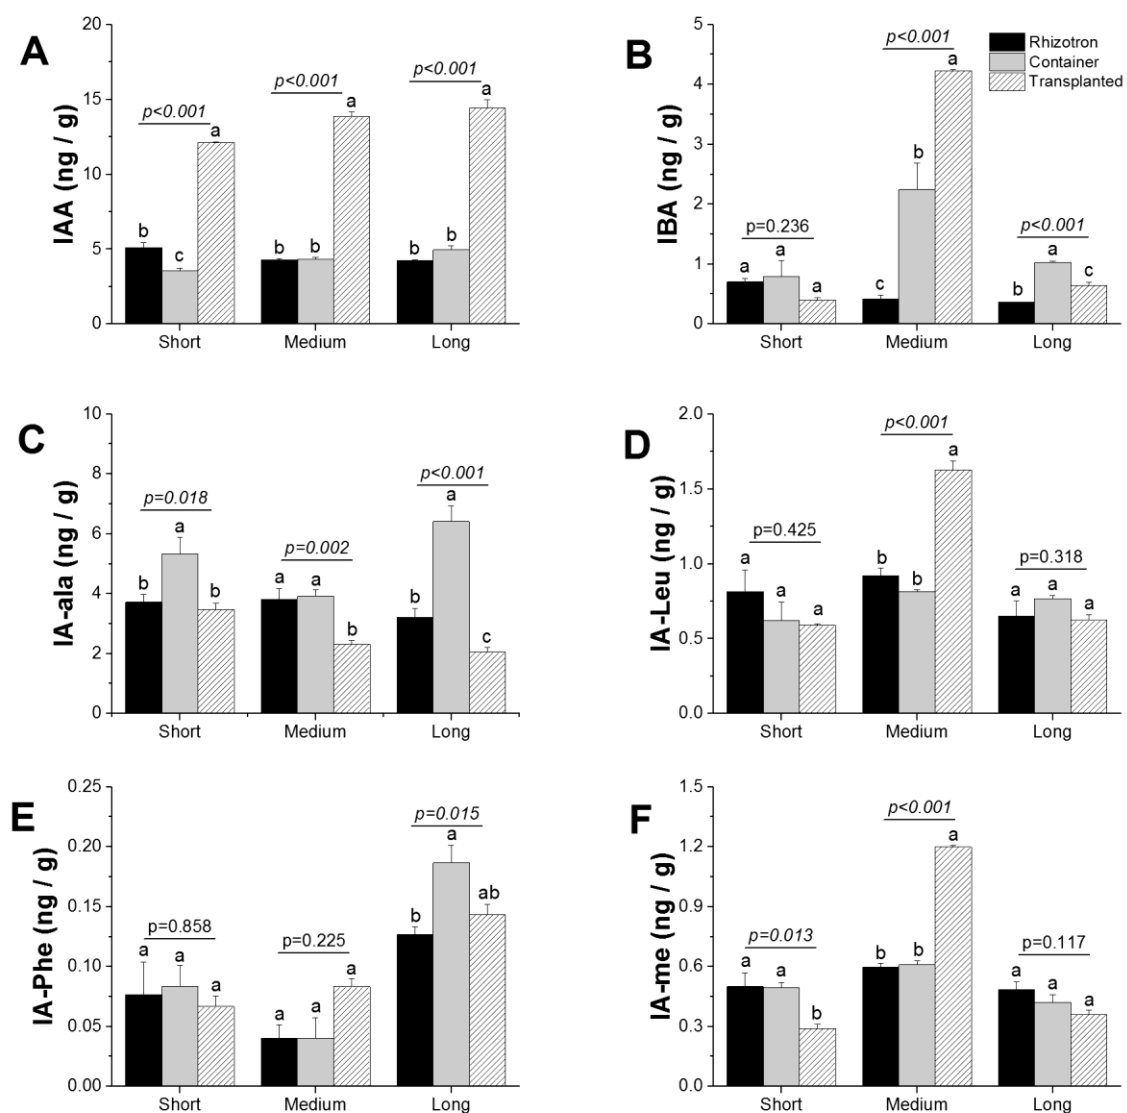 A
IAA (ng / g)
20
15
10
5
0
p<0.001
p<0.001
p<0.001
b
c
a
b
b
a
b
b
a
Short
Medium
Long
B
IBA (ng / g)
5
4
3
2
1
0
p=0.236
p<0.001
p<0.001
a
a
a
c
b
a
b
a
c
Short
Medium
Long
Rhizotron
Container
Transplanted
C
IA-ala (ng / g)
10
8
6
4
2
0
p=0.018
p=0.002
p<0.001
b
a
b
a
a
b
b
a
c
Short
Medium
Long
D
IA-Leu (ng / g)
2.0
1.5
1.0
0.5
0.0
p=0.425
p<0.001
p=0.318
a
a
a
b
b
a
a
a
a
Short
Medium
Long
E
IA-Phe (ng / g)
0.25
0.20
0.15
0.10
0.05
0.00
p=0.858
p=0.225
p=0.015
a
a
a
a
a
a
b
a
ab
Short
Medium
Long
F
IA-me (ng / g)
1.5
1.2
0.9
0.6
0.3
0.0
p=0.013
p<0.001
p=0.117
a
a
b
b
b
a
a
a
a
Short
Medium
Long